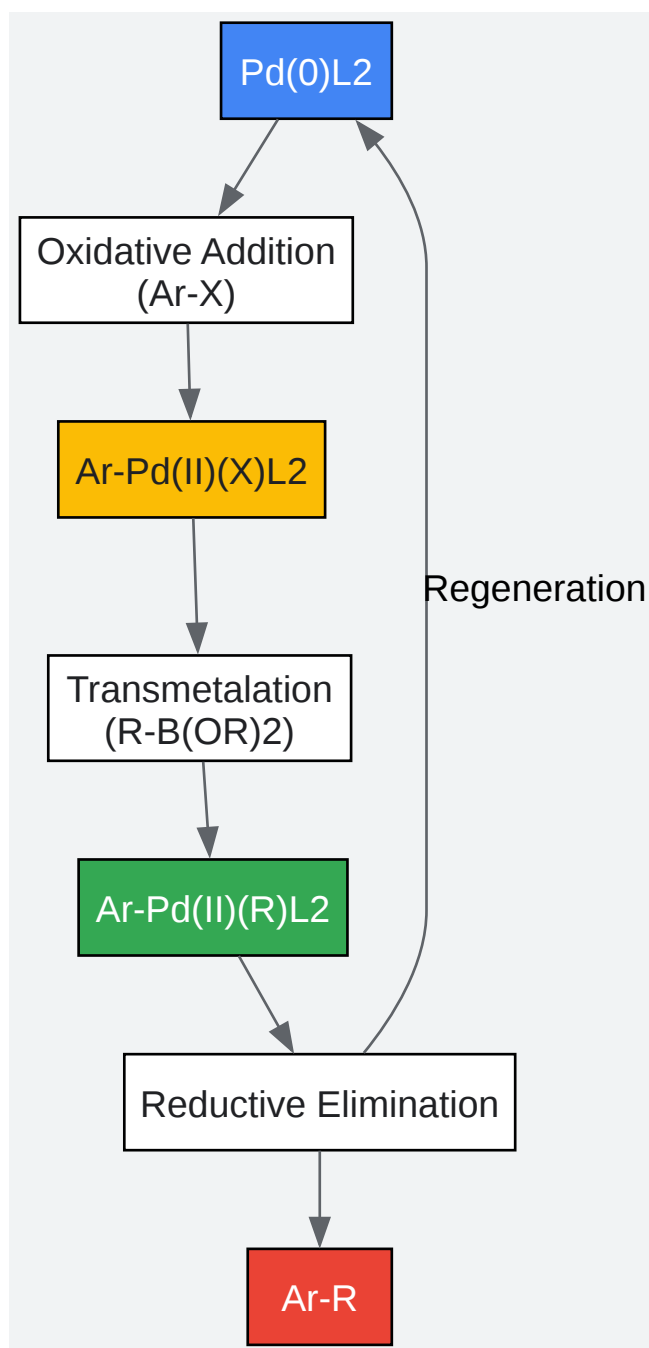 Pd(0)L2
Oxidative Addition
(Ar-X)
Ar-Pd(II)(X)L2
Regeneration
Transmetalation
(R-B(OR)2)
Ar-Pd(II)(R)L2
Reductive Elimination
Ar-R